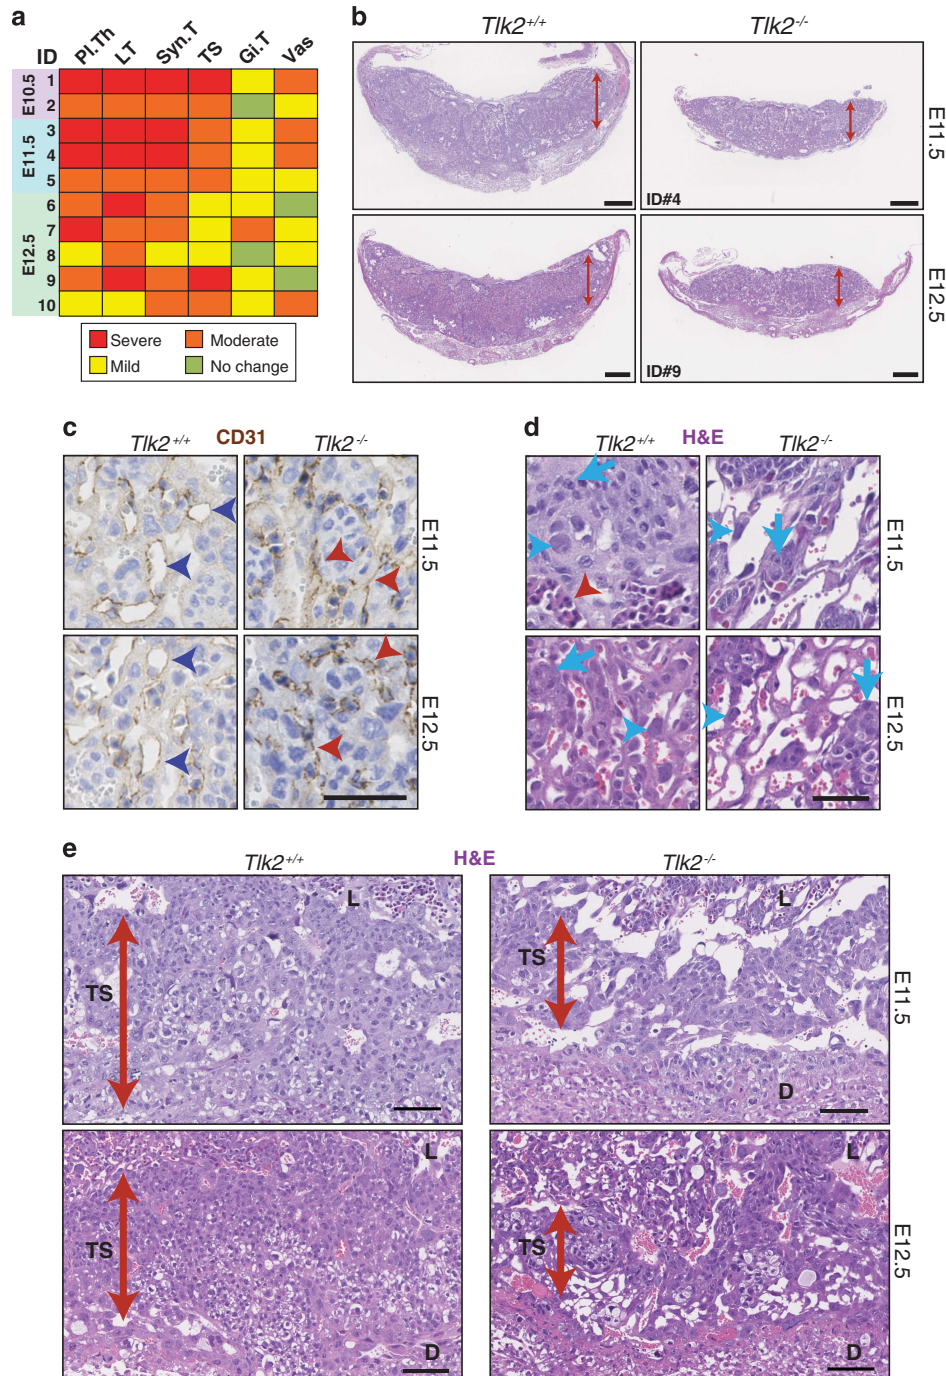 a
ID
Pl.Th
LT
Syn.T
TS
Gi.T
Vas
E10.5
E11.5
E12.5
1
2
3
4
5
6
7
8
9
10
Severe
Moderate
Mild
No change
b
Tlk2+/+
Tlk2-/-
E11.5
ID#4
E12.5
ID#9
c
Tlk2+/+
CD31
Tlk2-/-
E11.5
E12.5
d
Tlk2+/+
H&E
Tlk2-/-
E11.5
E12.5
e
Tlk2+/+
H&E
Tlk2-/-
L
TS
L
TS
D
E11.5
L
TS
D
L
TS
D
E12.5